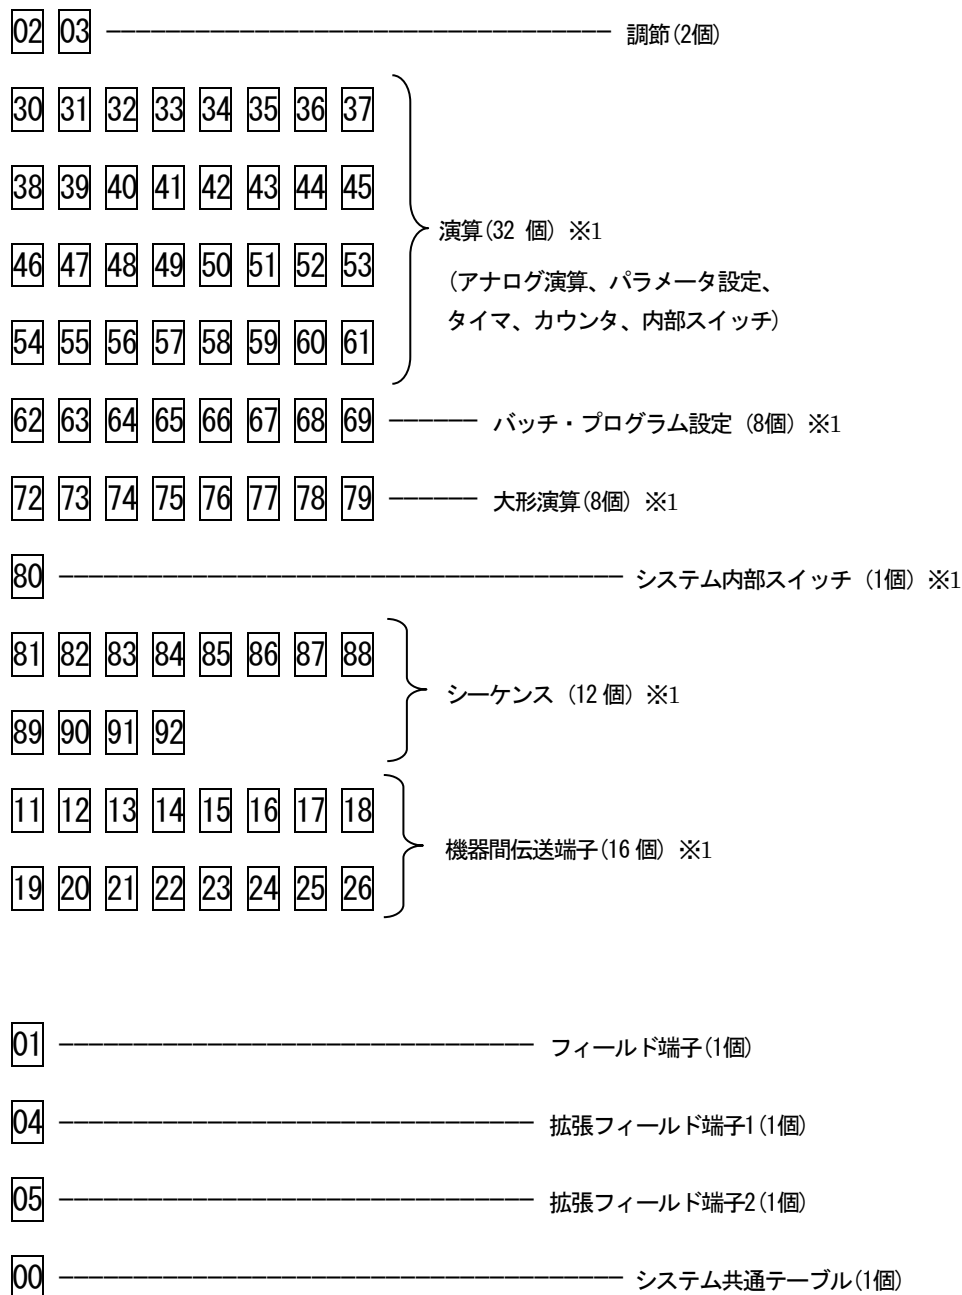 02 03 調節(2個)
30 31 32 33 34 35 36 37
38 39 40 41 42 43 44 45
演算(32 個) ※1
46 47 48 49 50 51 52 53
(アナログ演算、パラメータ設定、
タイマ、カウンタ、内部スイッチ)
54 55 56 57 58 59 60 61
62 63 64 65 66 67 68 69 バッチ・プログラム設定 (8個) ※1
72 73 74 75 76 77 78 79 大形演算(8個) ※1
80 システム内部スイッチ (1個) ※1
81 82 83 84 85 86 87 88
シーケンス (12 個) ※1
89 90 91 92
11 12 13 14 15 16 17 18
機器間伝送端子(16 個) ※1
19 20 21 22 23 24 25 26
01 フィールド端子(1個)
04 拡張フィールド端子1(1個)
05 拡張フィールド端子2(1個)
00 システム共通テーブル(1個)